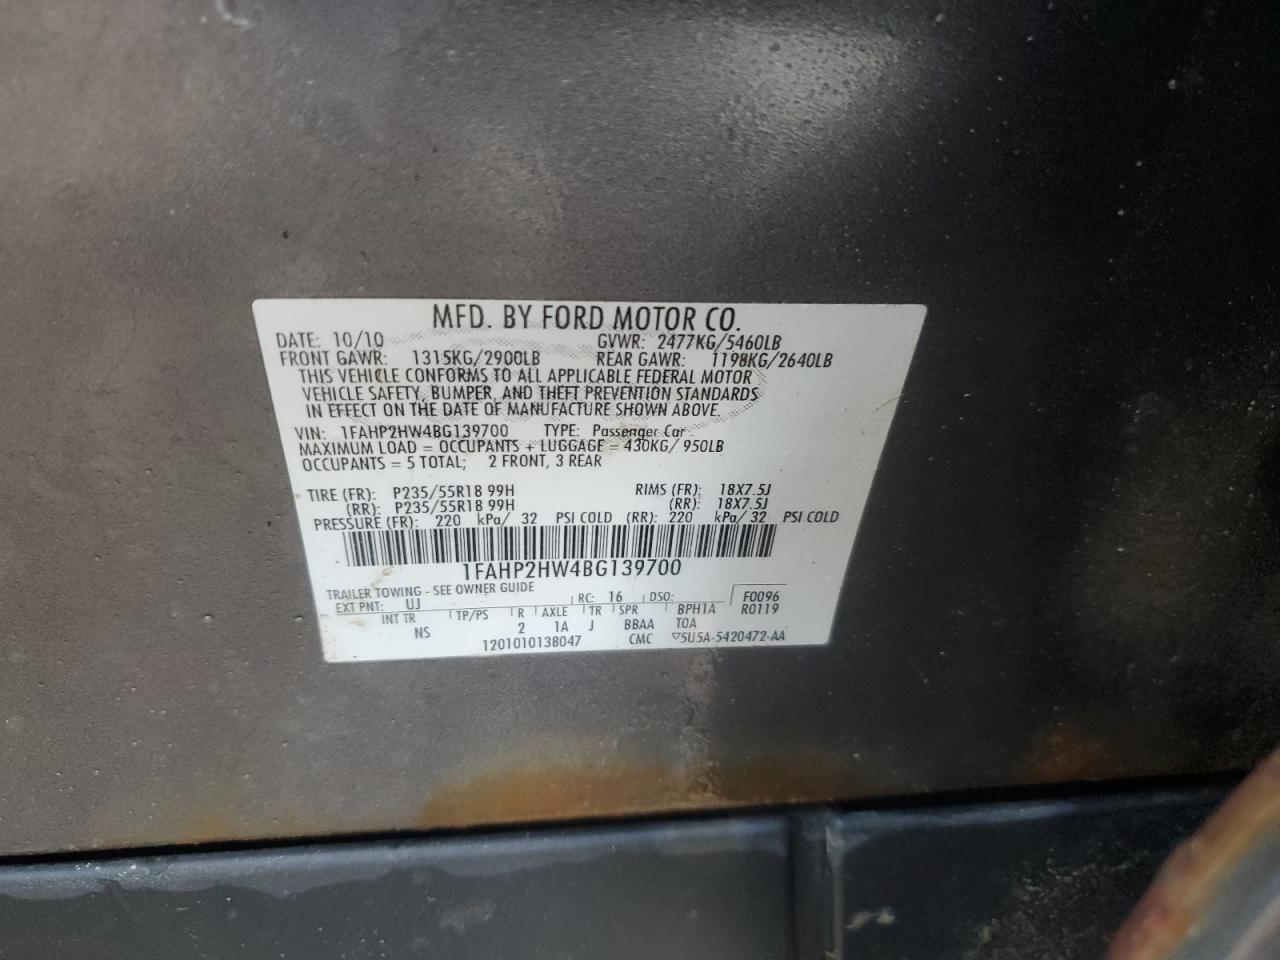 MFD. BY FORD MOTOR CO.
DATE: 10/10 GVWR: 2477KG/5460LB
FRONT GAWR: 1315KG/2900LB REAR GAWR: 1198KG/2640LB
THIS VEHICLE CONFORMS TO ALL APPLICABLE FEDERAL MOTOR
VEHICLE SAFETY, BUMPER, AND THEFT PREVENTION STANDARDS
IN EFFECT ON THE DATE OF MANUFACTURE SHOWN ABOVE.
VIN: 1FAHP2HW4BG139700 TYPE: Passenger Car
MAXIMUM LOAD = OCCUPANTS + LUGGAGE = 430KG/ 950LB
OCCUPANTS = 5 TOTAL; 2 FRONT, 3 REAR
TIRE (FR): P235/55R18 99H RIMS (FR): 18X7.5J
(RR): P235/55R18 99H (RR): 18X7.5J
PRESSURE (FR): 220 kPa/ 32 PSI COLD (RR): 220 kPa/ 32 PSI COLD
1FAHP2HW4BG139700
TRAILER TOWING - SEE OWNER GUIDE
EXT PNT: UJ RC: 16 DSO: F0096
INT TR TP/PS R AXLE TR SPR BPH1A R0119
NS 2 1A J BBAA TOA
1201010138047 CMC ▽5U5A-5420472-AA